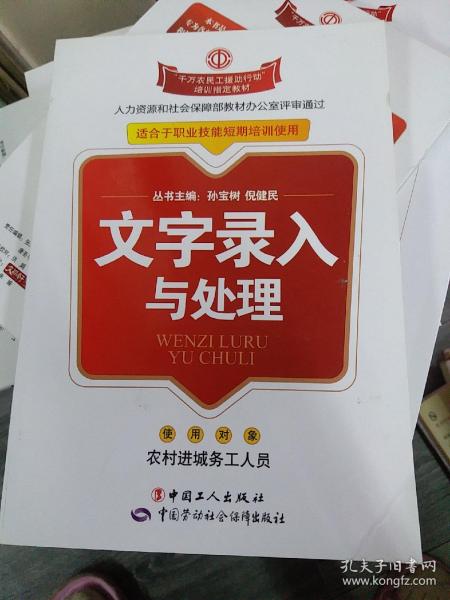 “千万农民工援助行动”
培训指定教材
人力资源和社会保障部教材办公室评审通过
适合于职业技能短期培训使用
丛书主编：孙宝树 倪健民
文字录入
与处理
WENZI LURU
YU CHULI
使用对象
农村进城务工人员
中国工人出版社
中国劳动社会保障出版社
孔夫子旧书网
www.kongfz.com